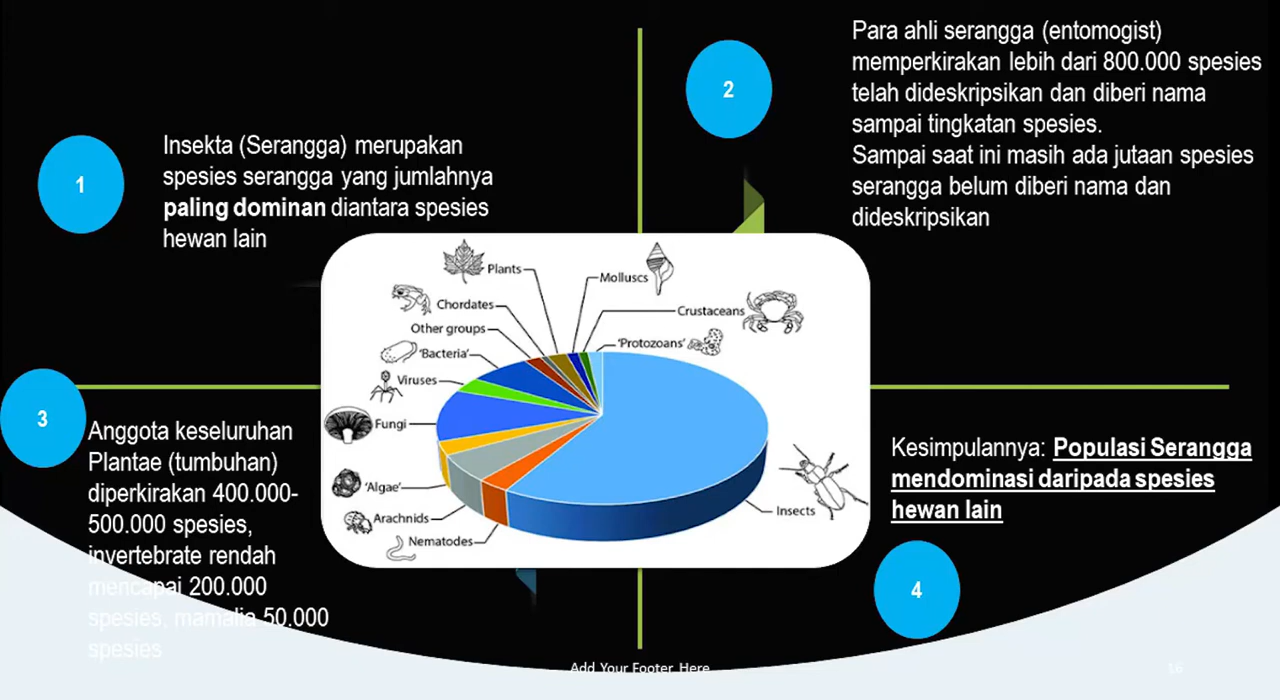 1
Insekta (Serangga) merupakan
spesies serangga yang jumlahnya
paling dominan diantara spesies
hewan lain
2
Para ahli serangga (entomogist)
memperkirakan lebih dari 800.000 spesies
telah dideskripsikan dan diberi nama
sampai tingkatan spesies.
Sampai saat ini masih ada jutaan spesies
serangga belum diberi nama dan
dideskripsikan
Plants
Molluscs
Chordates
Crustaceans
Other groups
'Protozoans'
'Bacteria'
Viruses
Fungi
'Algae'
Arachnids
Insects
Nematodes
3
Anggota keseluruhan
Plantae (tumbuhan)
diperkirakan 400.000-
500.000 spesies,
invertebrate rendah
mencapai 200.000
spesies, mamalia 50.000
spesies
Kesimpulannya: Populasi Serangga
mendominasi daripada spesies
hewan lain
4
Add Your Footer Here
16